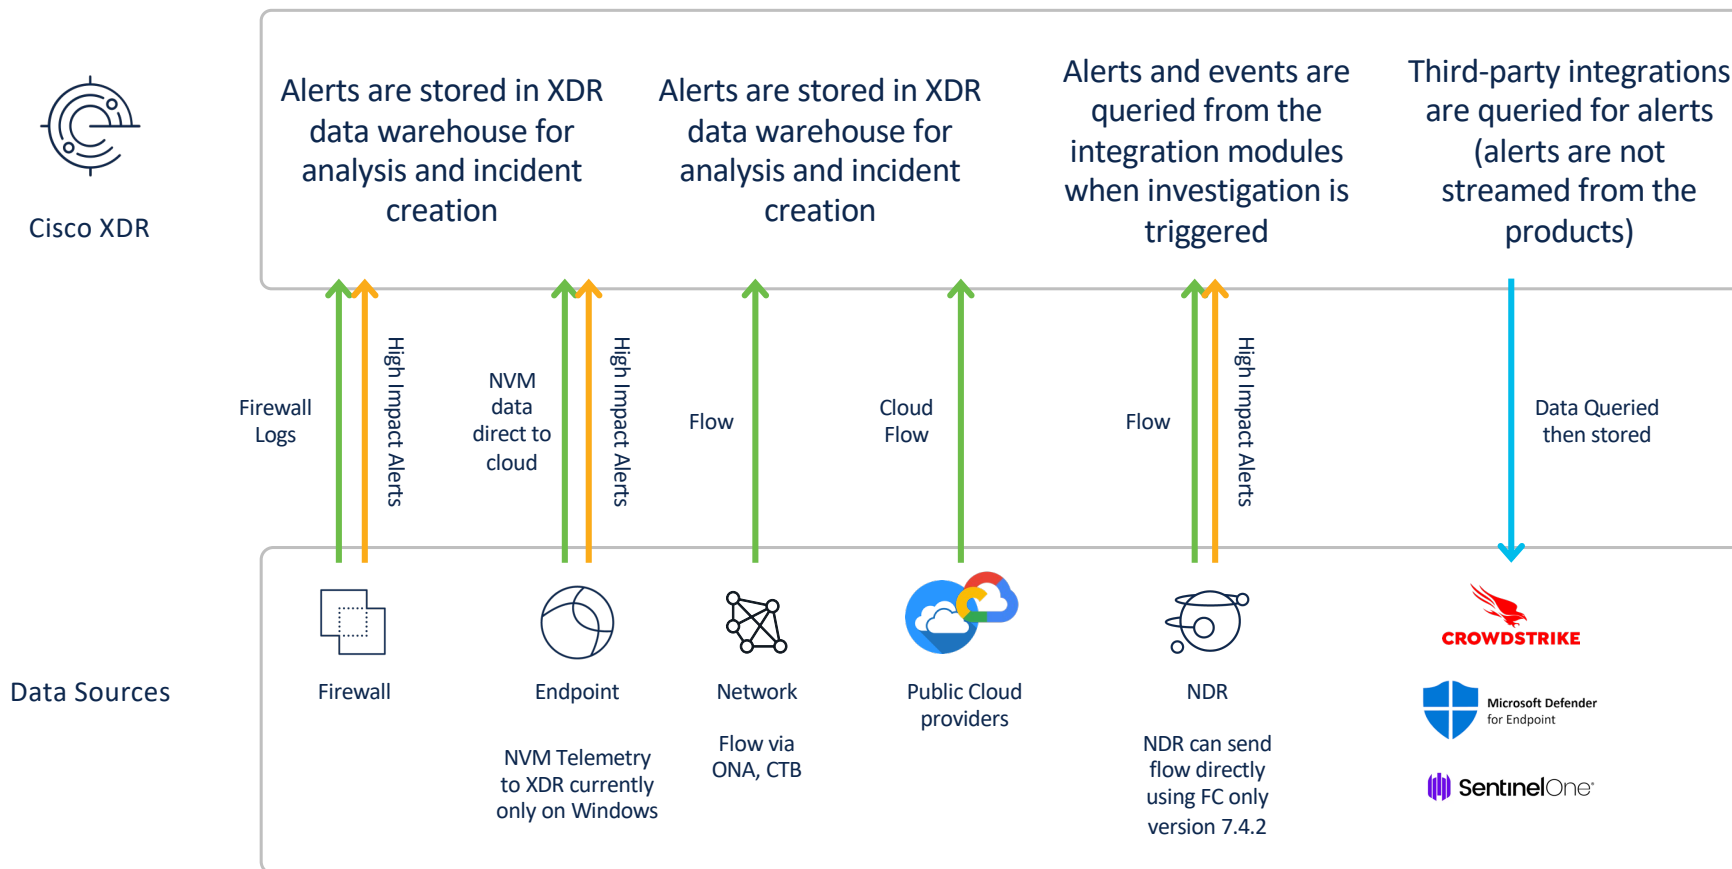 Alerts are stored in XDR
data warehouse for
analysis and incident
creation
Alerts are stored in XDR
data warehouse for
analysis and incident
creation
Alerts and events are
queried from the
integration modules
when investigation is
triggered
Third-party integrations
are queried for alerts
(alerts are not
streamed from the
products)
Cisco XDR
Firewall
Logs
High Impact Alerts
NVM
data
direct to
cloud
High Impact Alerts
Flow
Cloud
Flow
Flow
High Impact Alerts
Data Queried
then stored
Data Sources
Firewall
Endpoint
NVM Telemetry
to XDR currently
only on Windows
Network
Flow via
ONA, CTB
Public Cloud
providers
NDR
NDR can send
flow directly
using FC only
version 7.4.2
CROWDSTRIKE
Microsoft Defender
for Endpoint
SentinelOne